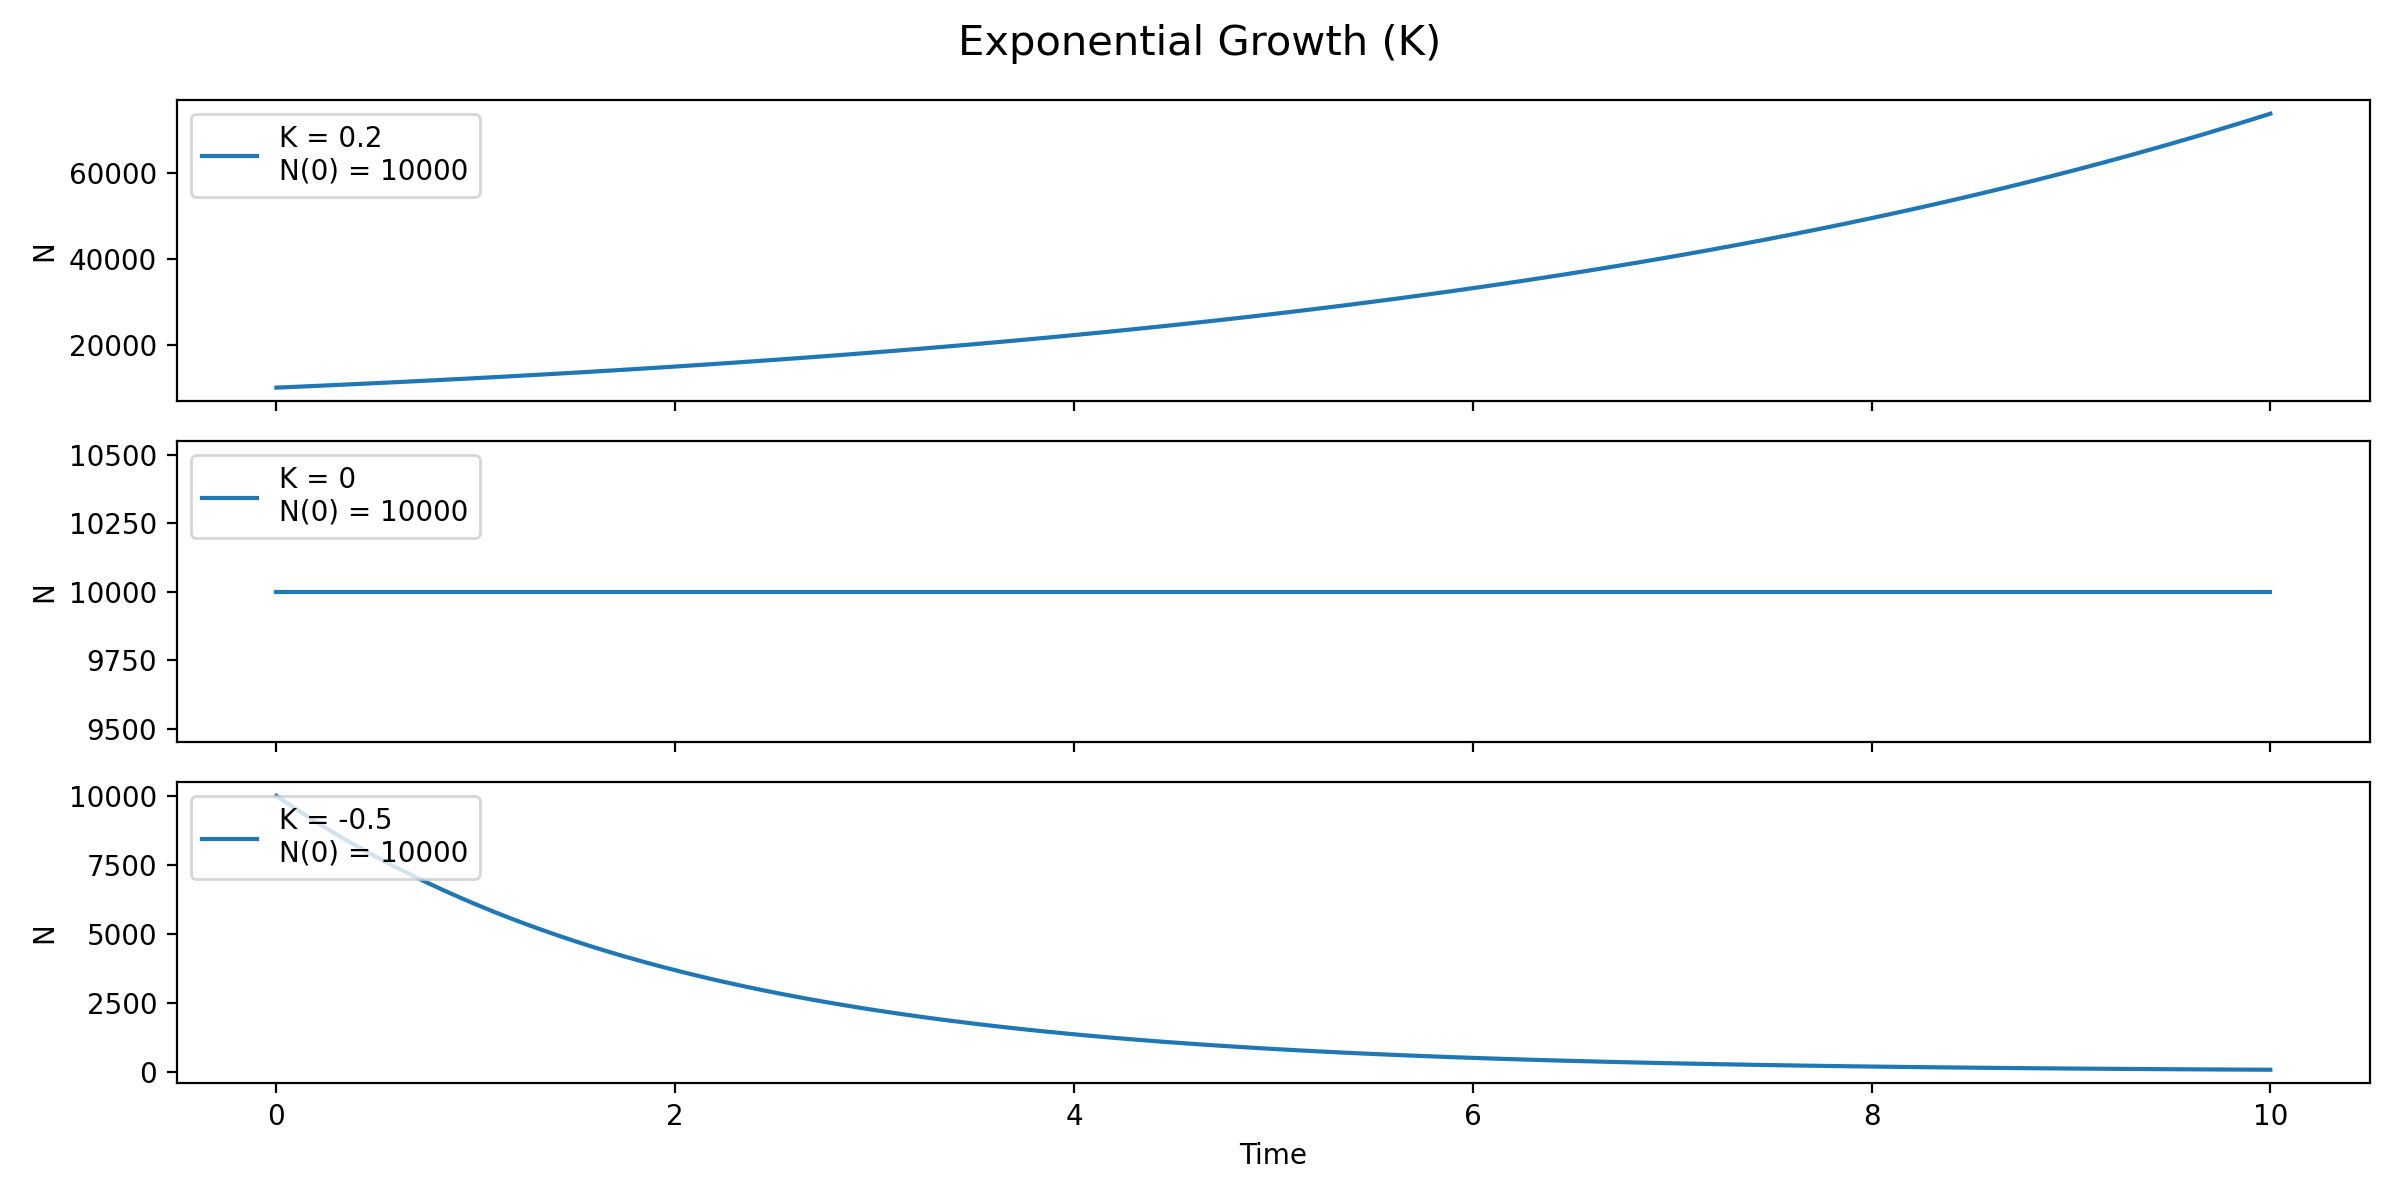 Exponential Growth (K)
K = 0.2
N(0) = 10000
60000
40000
20000
N
K = 0
N(0) = 10000
10500
10250
10000
9750
9500
N
K = -0.5
N(0) = 10000
10000
7500
5000
2500
0
N
0 2 4 6 8 10
Time